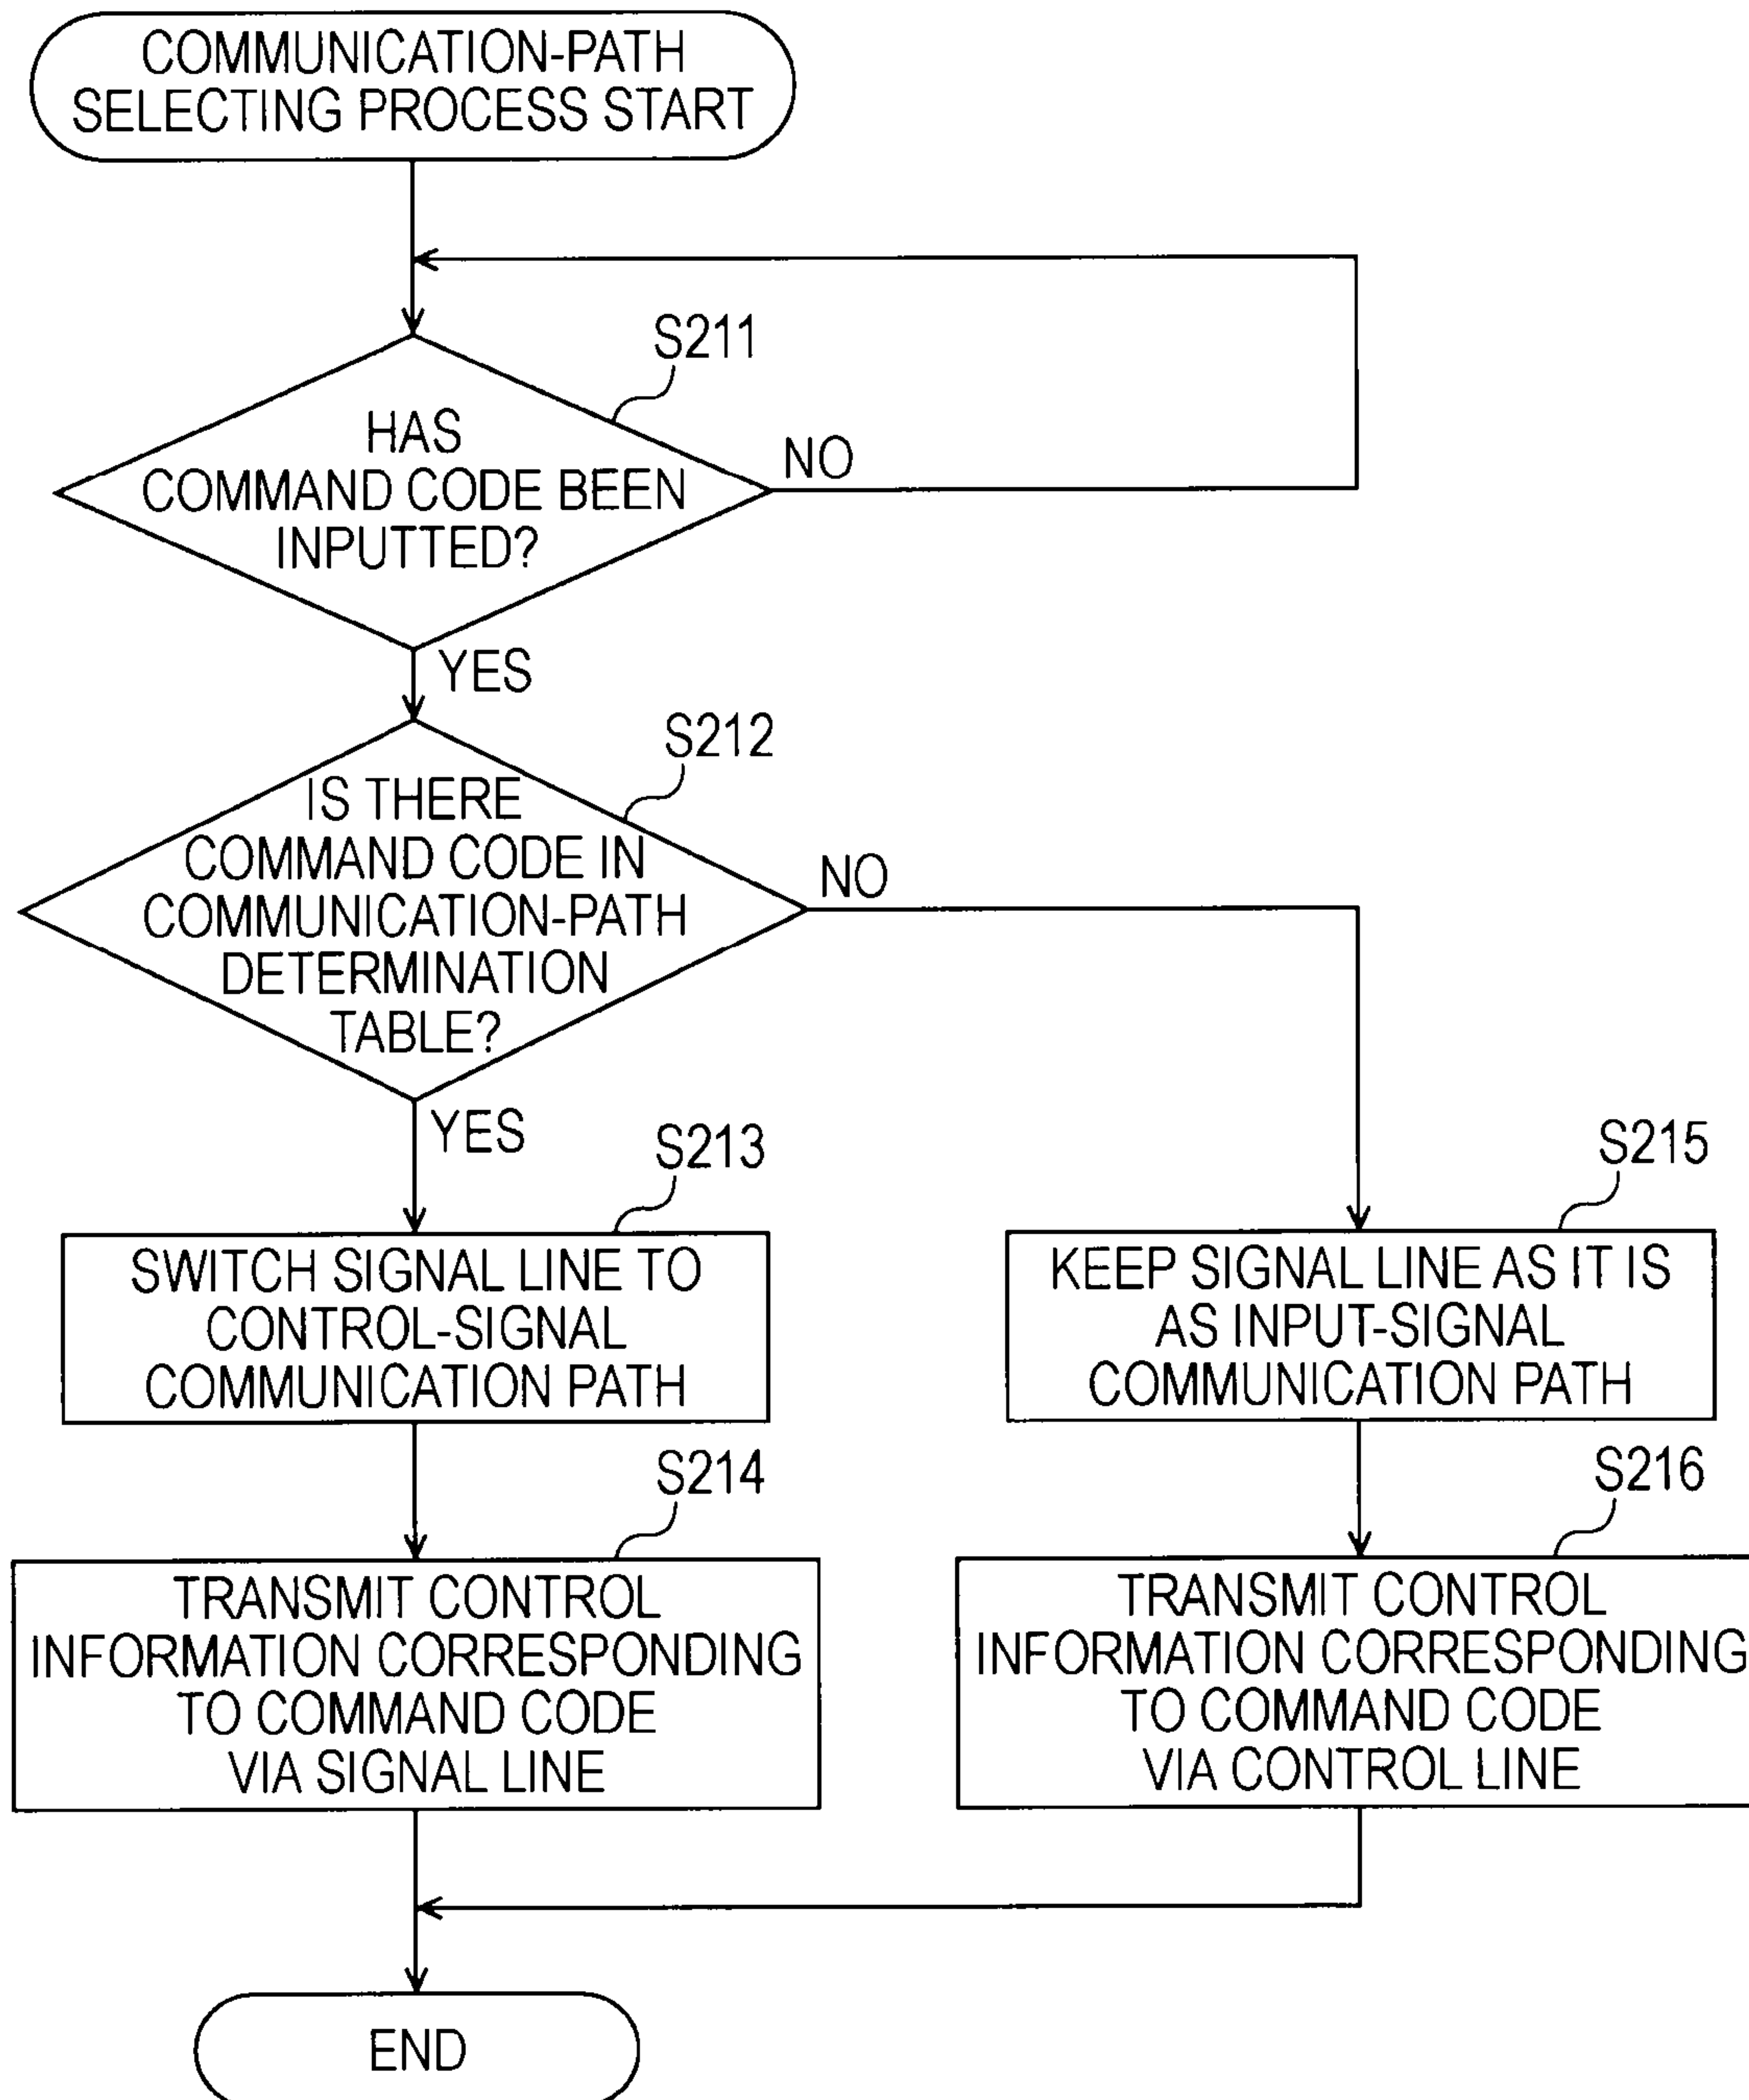 COMMUNICATION-PATH
SELECTING PROCESS START
S211
HAS
COMMAND CODE BEEN
INPUTTED?
NO
YES
S212
IS THERE
COMMAND CODE IN
COMMUNICATION-PATH
DETERMINATION
TABLE?
NO
YES
S213
SWITCH SIGNAL LINE TO
CONTROL-SIGNAL
COMMUNICATION PATH
S215
KEEP SIGNAL LINE AS IT IS
AS INPUT-SIGNAL
COMMUNICATION PATH
S214
TRANSMIT CONTROL
INFORMATION CORRESPONDING
TO COMMAND CODE
VIA SIGNAL LINE
S216
TRANSMIT CONTROL
INFORMATION CORRESPONDING
TO COMMAND CODE
VIA CONTROL LINE
END